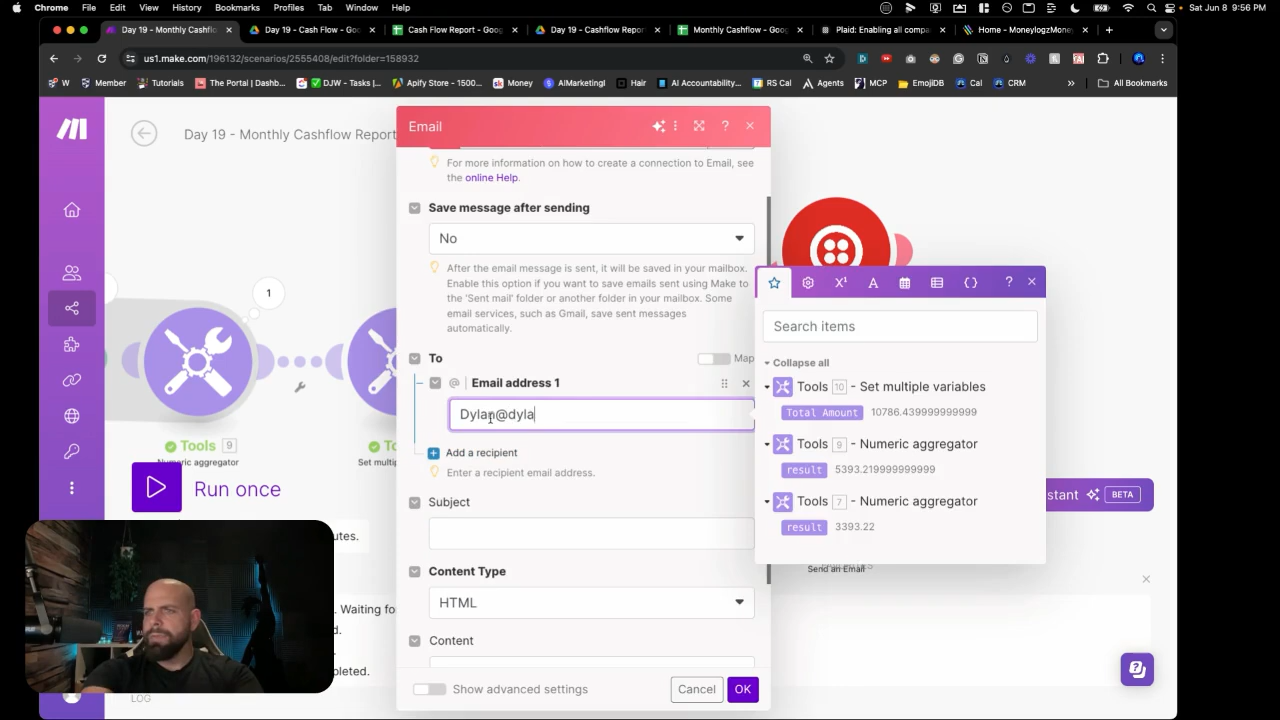 Chrome File Edit View History Bookmarks Profiles Tab Window Help Sat Jun 8 9:56 PM
Day 19 - Monthly Cashflow Day 19 - Cash Flow - Goo Cash Flow Report - Goog Day 19 - Cashflow Repor Monthly Cashflow - Goog Plaid: Enabling all compa Home - MoneylogzMoney
us1.make.com/196132/scenarios/2555408/edit?folder=158932
W Member Tutorials The Portal | Dashb... DJW - Tasks |... Apify Store - 1500... Money AIMarketingl Hair AI Accountability... RS Cal Agents MCP EmojiDB Cal CRM » All Bookmarks
Day 19 - Monthly Cashflow Report
Email
For more information on how to create a connection to Email, see
the online Help.
Save message after sending
No
After the email message is sent, it will be saved in your mailbox.
Enable this option if you want to save emails sent using Make to
the 'Sent mail' folder or another folder in your mailbox. Some
email services, such as Gmail, save sent messages
automatically.
To
Map
@ Email address 1
Dylan@dyla
Add a recipient
Enter a recipient email address.
Subject
Content Type
HTML
Content
Show advanced settings
Cancel
OK
1
Tools 9
Numeric aggregator
To
Set multip
Run once
utes.
. Waiting fo
d.
.
pleted.
LOG
Search items
Collapse all
Tools 10 - Set multiple variables
Total Amount 10786.439999999999
Tools 9 - Numeric aggregator
result 5393.219999999999
Tools 7 - Numeric aggregator
result 3393.22
stant BETA
Send an Email